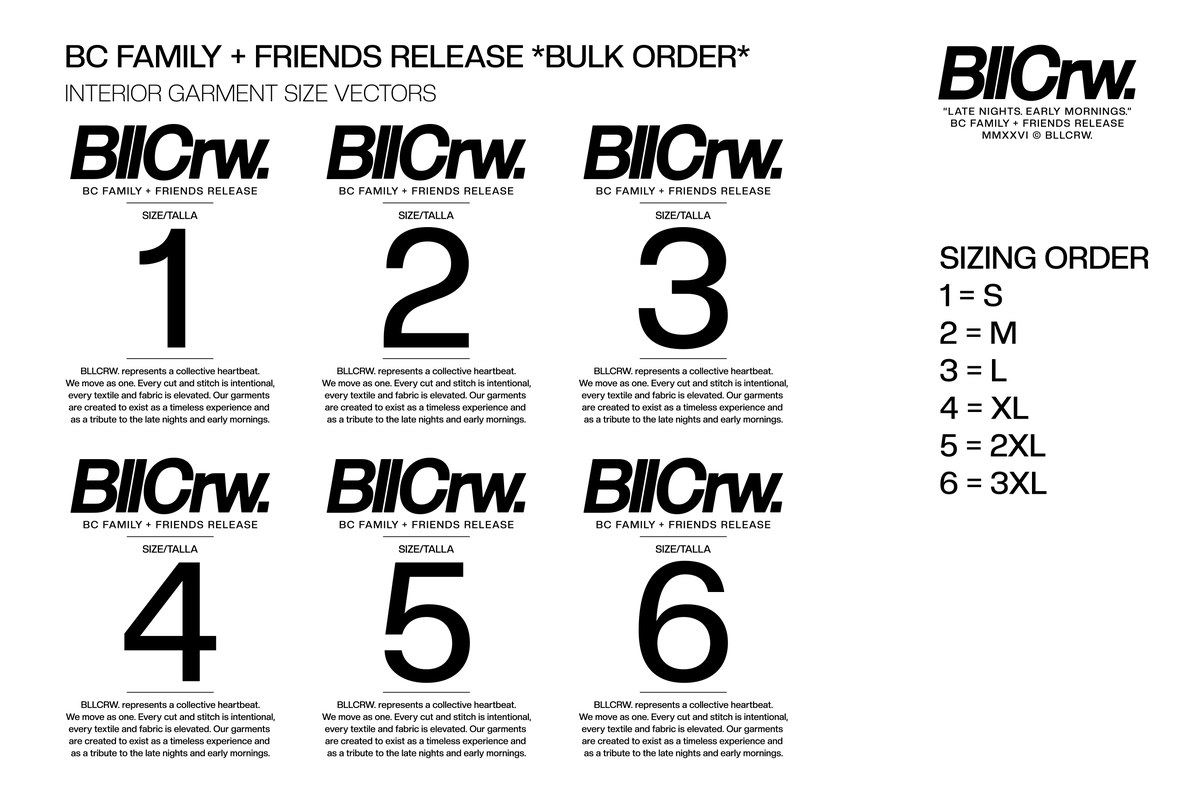 BC FAMILY + FRIENDS RELEASE *BULK ORDER*
INTERIOR GARMENT SIZE VECTORS
BllCrw.
BC FAMILY + FRIENDS RELEASE
SIZE/TALLA
1
BLLCRW. represents a collective heartbeat.
We move as one. Every cut and stitch is intentional,
every textile and fabric is elevated. Our garments
are created to exist as a timeless experience and
as a tribute to the late nights and early mornings.
BllCrw.
BC FAMILY + FRIENDS RELEASE
SIZE/TALLA
2
BLLCRW. represents a collective heartbeat.
We move as one. Every cut and stitch is intentional,
every textile and fabric is elevated. Our garments
are created to exist as a timeless experience and
as a tribute to the late nights and early mornings.
BllCrw.
BC FAMILY + FRIENDS RELEASE
SIZE/TALLA
3
BLLCRW. represents a collective heartbeat.
We move as one. Every cut and stitch is intentional,
every textile and fabric is elevated. Our garments
are created to exist as a timeless experience and
as a tribute to the late nights and early mornings.
BllCrw.
BC FAMILY + FRIENDS RELEASE
SIZE/TALLA
4
BLLCRW. represents a collective heartbeat.
We move as one. Every cut and stitch is intentional,
every textile and fabric is elevated. Our garments
are created to exist as a timeless experience and
as a tribute to the late nights and early mornings.
BllCrw.
BC FAMILY + FRIENDS RELEASE
SIZE/TALLA
5
BLLCRW. represents a collective heartbeat.
We move as one. Every cut and stitch is intentional,
every textile and fabric is elevated. Our garments
are created to exist as a timeless experience and
as a tribute to the late nights and early mornings.
BllCrw.
BC FAMILY + FRIENDS RELEASE
SIZE/TALLA
6
BLLCRW. represents a collective heartbeat.
We move as one. Every cut and stitch is intentional,
every textile and fabric is elevated. Our garments
are created to exist as a timeless experience and
as a tribute to the late nights and early mornings.
BllCrw.
“LATE NIGHTS. EARLY MORNINGS.”
BC FAMILY + FRIENDS RELEASE
MMXXVI © BLLCRW.
SIZING ORDER
1 = S
2 = M
3 = L
4 = XL
5 = 2XL
6 = 3XL